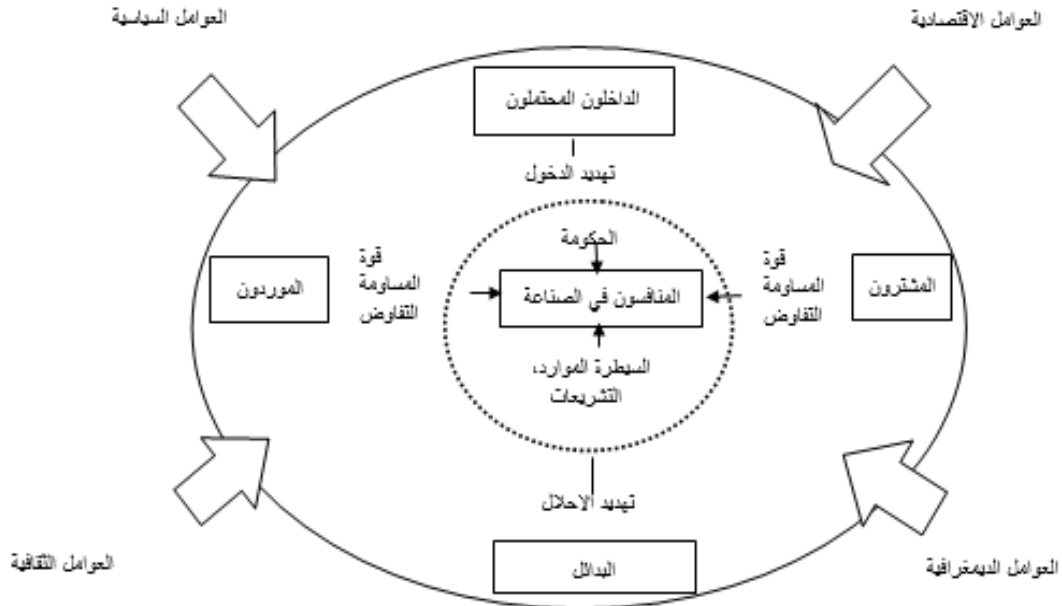 العوامل الاقتصادية
العوامل السياسية
الداخلون المحتملون
تهديد الدخول
الحكومة
المشترون
قوة
المساومة
التفاوض
المنافسون في الصناعة
قوة
المساومة
التفاوض
الموردون
السيطرة الموارد،
التشريعات
تهديد الاحلال
البدائل
العوامل الديمغرافية
العوامل الثقافية